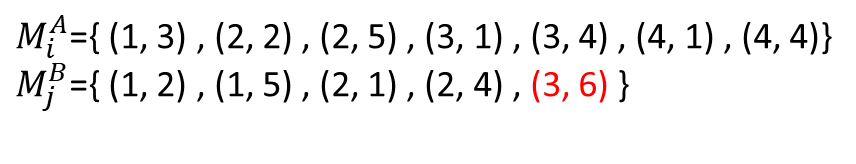 M_i^A={ (1, 3) , (2, 2) , (2, 5) , (3, 1) , (3, 4) , (4, 1) , (4, 4)}
M_j^B={ (1, 2) , (1, 5) , (2, 1) , (2, 4) , (3, 6) }